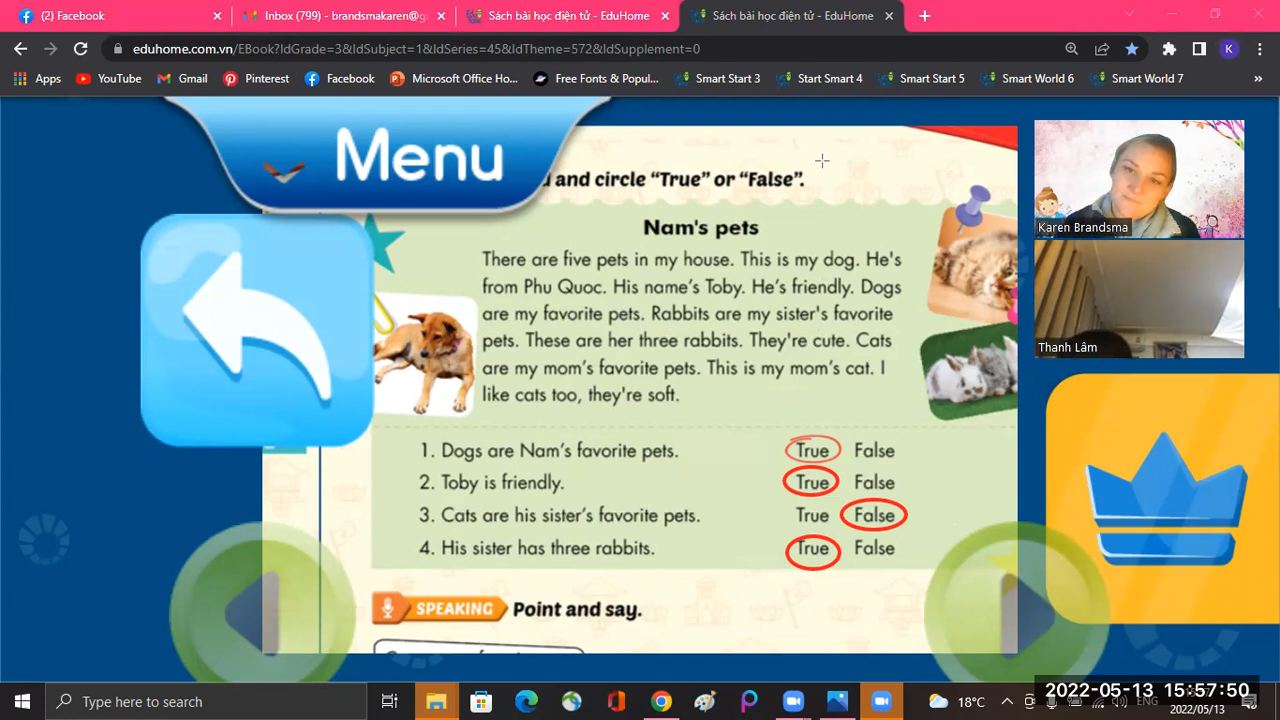 (2) Facebook
Inbox (799) - brandsmakaren@g
Sách bài học điện tử - EduHome
Sách bài học điện tử - EduHome
eduhome.com.vn/EBook?IdGrade=3&IdSubject=1&IdSeries=45&IdTheme=572&IdSupplement=0
K
Apps
YouTube
Gmail
Pinterest
Facebook
Microsoft Office Ho...
Free Fonts & Popul...
Smart Start 3
Start Smart 4
Smart Start 5
Smart World 6
Smart World 7
Menu
and circle “True” or “False”.
Nam's pets
There are five pets in my house. This is my dog. He's
from Phu Quoc. His name’s Toby. He’s friendly. Dogs
are my favorite pets. Rabbits are my sister's favorite
pets. These are her three rabbits. They're cute. Cats
are my mom’s favorite pets. This is my mom’s cat. I
like cats too, they're soft.
1. Dogs are Nam’s favorite pets. True False
2. Toby is friendly. True False
3. Cats are his sister’s favorite pets. True False
4. His sister has three rabbits. True False
SPEAKING Point and say.
Karen Brandsma
Thanh Lâm
Type here to search
18°C
ENG
2022-05-13 15:57:50
2022/05/13